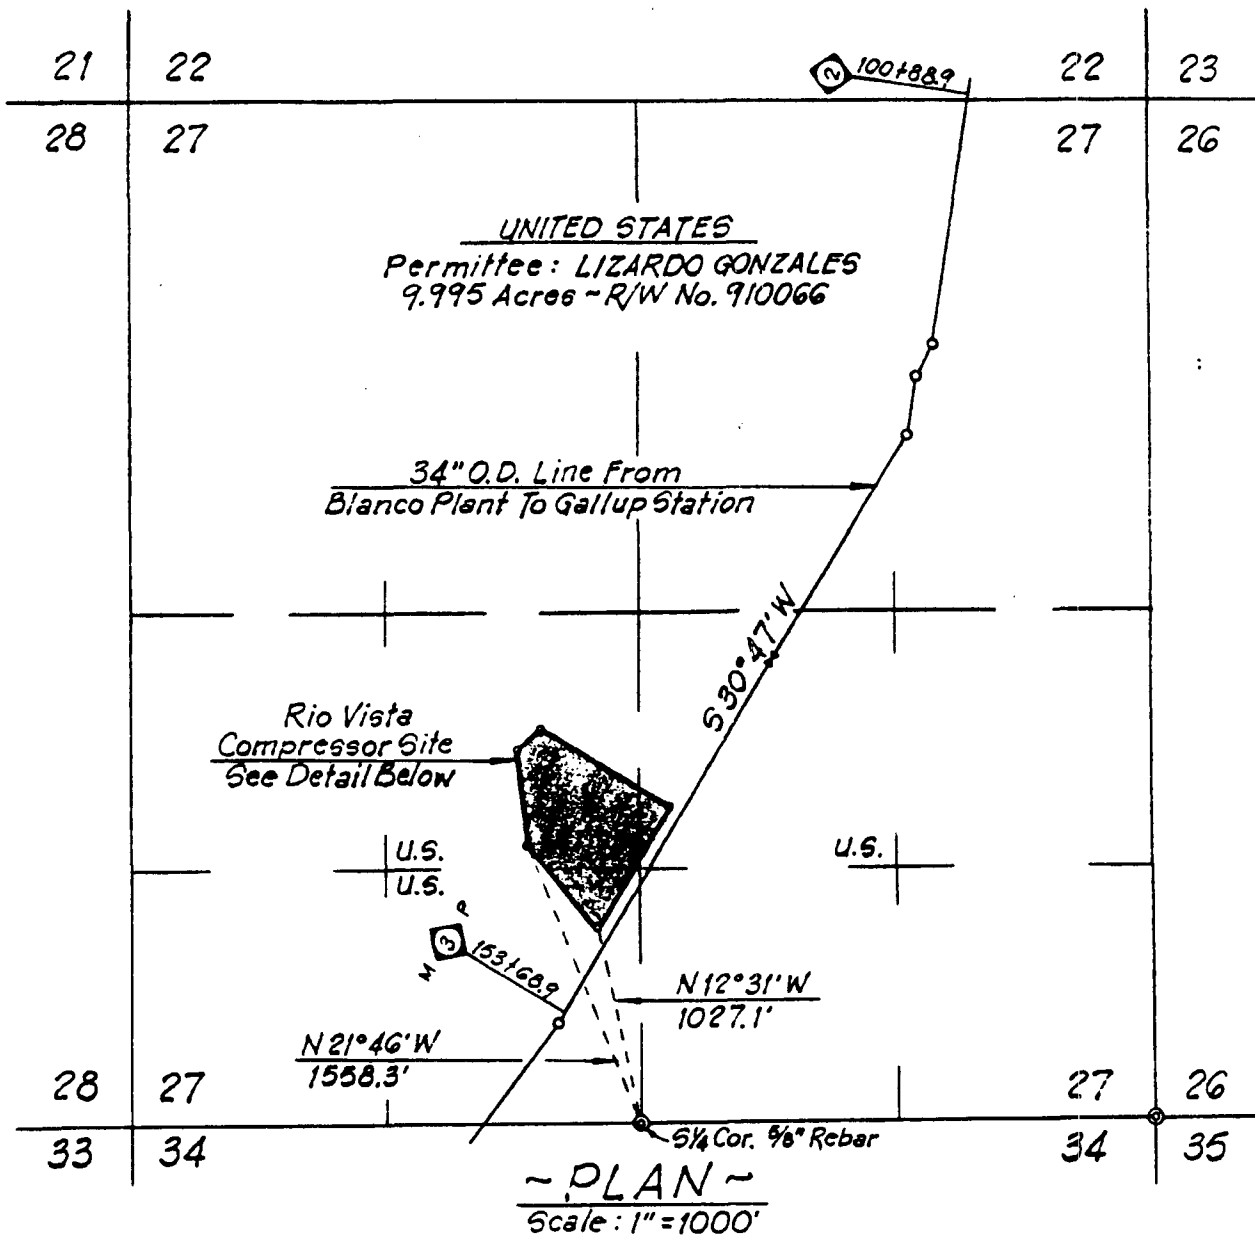 21 22
22 23
28 27
27 26
2 100+88.9
UNITED STATES
Permittee: LIZARDO GONZALES
9.995 Acres ~ R/W No. 910066
34" O.D. Line From
Blanco Plant To Gallup Station
S 30°47' W
Rio Vista
Compressor Site
See Detail Below
U.S.
U.S.
U.S.
M 3 P
153+68.9
N 12°31' W
1027.1'
N 21°46' W
1558.3'
28 27
27 26
33 34
34 35
S¼ Cor. 5/8" Rebar
~ PLAN ~
Scale: 1" = 1000'